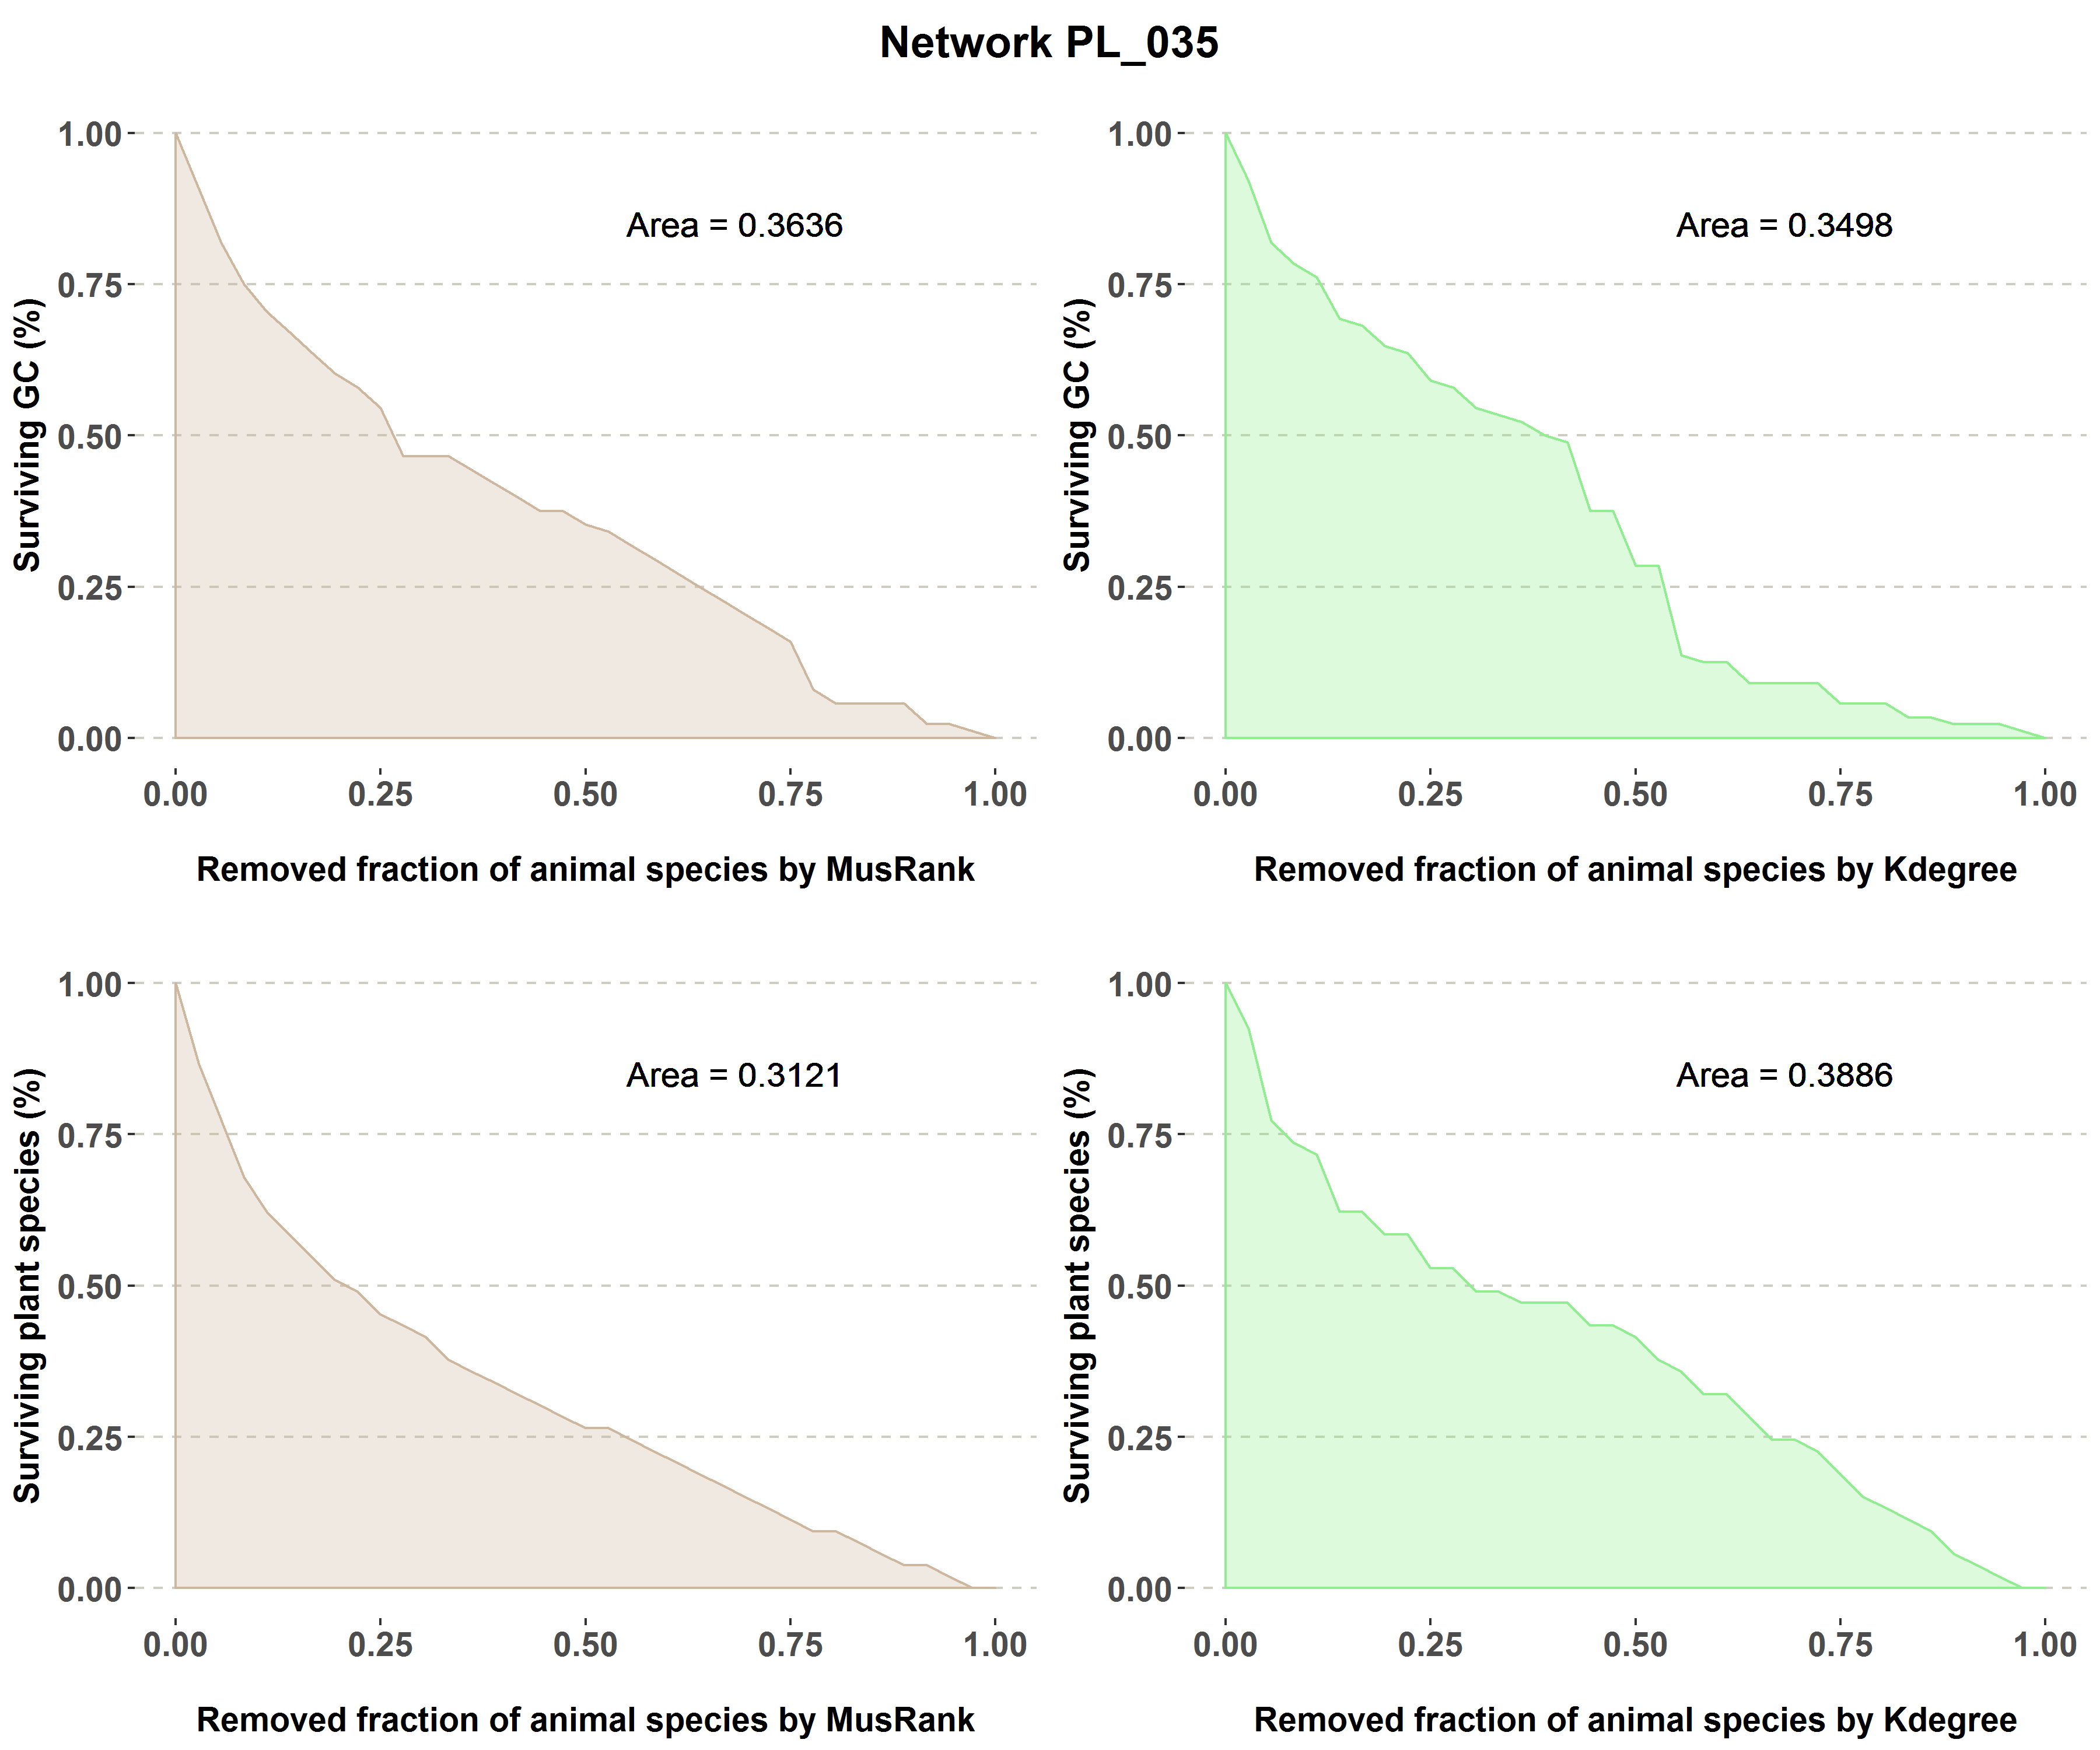 Network PL_035
Surviving GC (%)
1.00
0.75
0.50
0.25
0.00
Area = 0.3636
0.00 0.25 0.50 0.75 1.00
Removed fraction of animal species by MusRank
Surviving GC (%)
1.00
0.75
0.50
0.25
0.00
Area = 0.3498
0.00 0.25 0.50 0.75 1.00
Removed fraction of animal species by Kdegree
Surviving plant species (%)
1.00
0.75
0.50
0.25
0.00
Area = 0.3121
0.00 0.25 0.50 0.75 1.00
Removed fraction of animal species by MusRank
Surviving plant species (%)
1.00
0.75
0.50
0.25
0.00
Area = 0.3886
0.00 0.25 0.50 0.75 1.00
Removed fraction of animal species by Kdegree